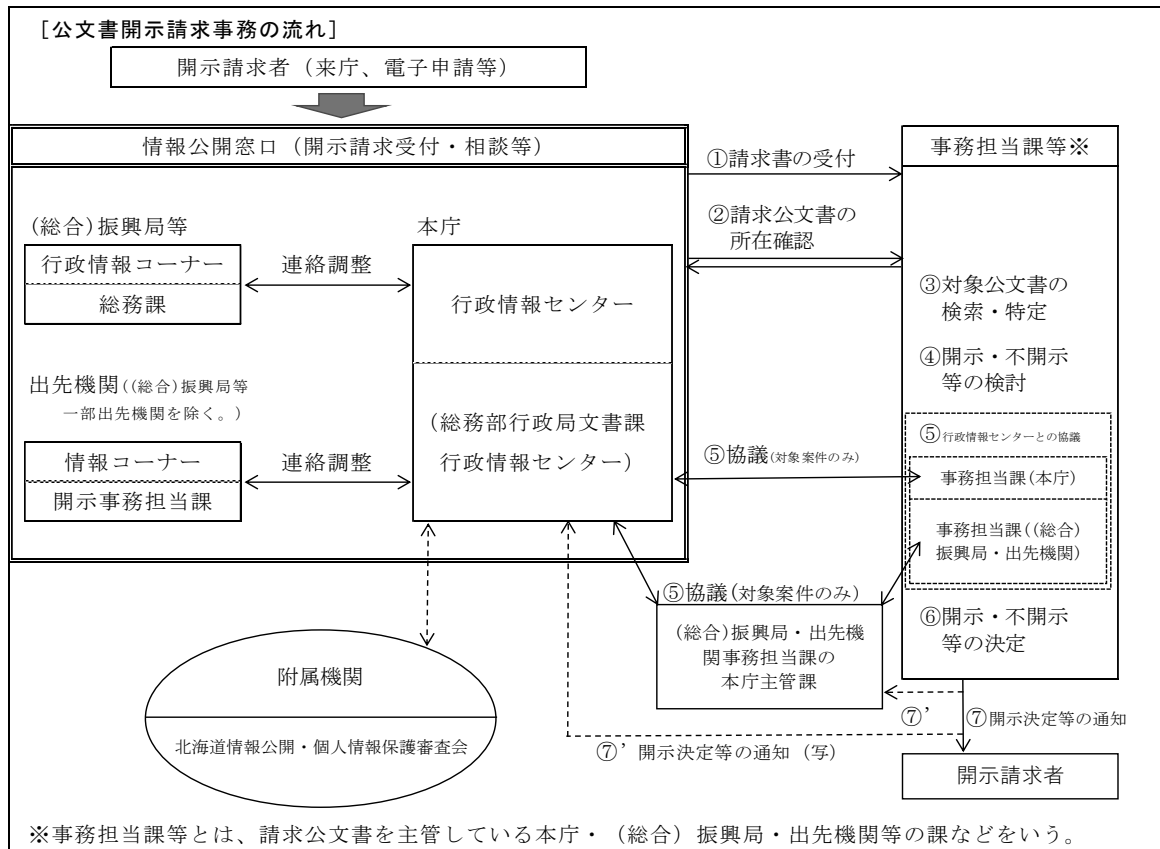 [公文書開示請求事務の流れ]
開示請求者（来庁、電子申請等）
情報公開窓口（開示請求受付・相談等）
(総合)振興局等
行政情報コーナー
総務課
連絡調整
出先機関((総合)振興局等
一部出先機関を除く。)
情報コーナー
開示事務担当課
連絡調整
本庁
行政情報センター
(総務部行政局文書課
行政情報センター)
①請求書の受付
②請求公文書の
所在確認
事務担当課等※
③対象公文書の
検索・特定
④開示・不開示
等の検討
⑤行政情報センターとの協議
事務担当課(本庁)
事務担当課((総合)
振興局・出先機関)
⑤協議(対象案件のみ)
⑤協議(対象案件のみ)
(総合)振興局・出先機
関事務担当課の
本庁主管課
⑥開示・不開示
等の決定
附属機関
北海道情報公開・個人情報保護審査会
⑦’
⑦開示決定等の通知
⑦’開示決定等の通知（写）
開示請求者
※事務担当課等とは、請求公文書を主管している本庁・（総合）振興局・出先機関等の課などをいう。